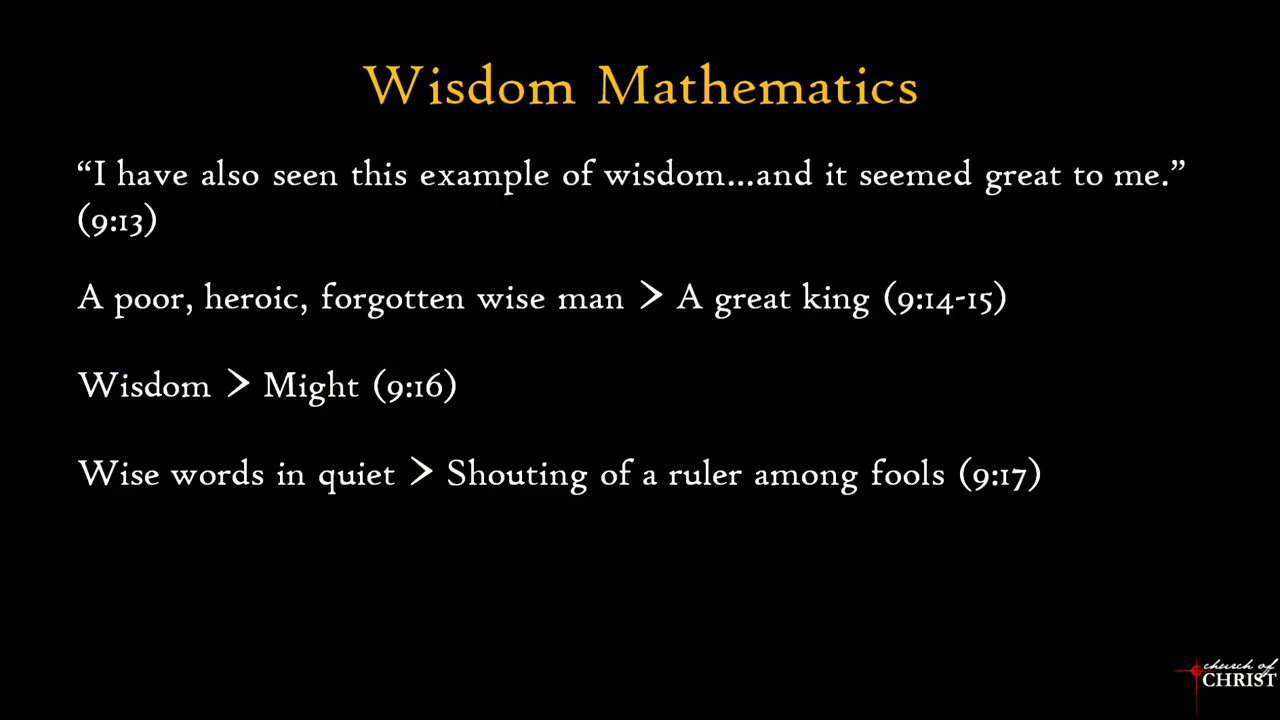 Wisdom Mathematics
“I have also seen this example of wisdom...and it seemed great to me.”
(9:13)
A poor, heroic, forgotten wise man > A great king (9:14-15)
Wisdom > Might (9:16)
Wise words in quiet > Shouting of a ruler among fools (9:17)
church of
CHRIST